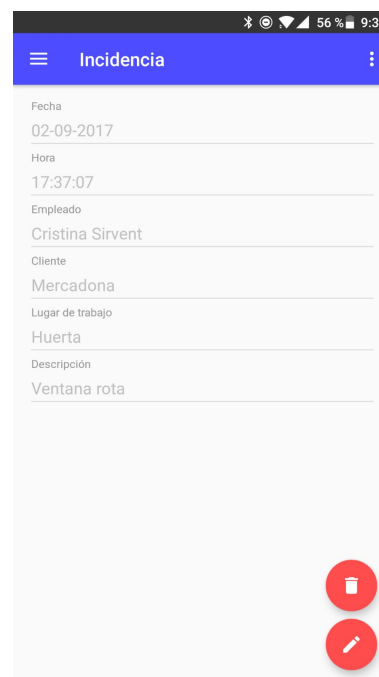 56 % 9:3
Incidencia
Fecha
02-09-2017
Hora
17:37:07
Empleado
Cristina Sirvent
Cliente
Mercadona
Lugar de trabajo
Huerta
Descripción
Ventana rota